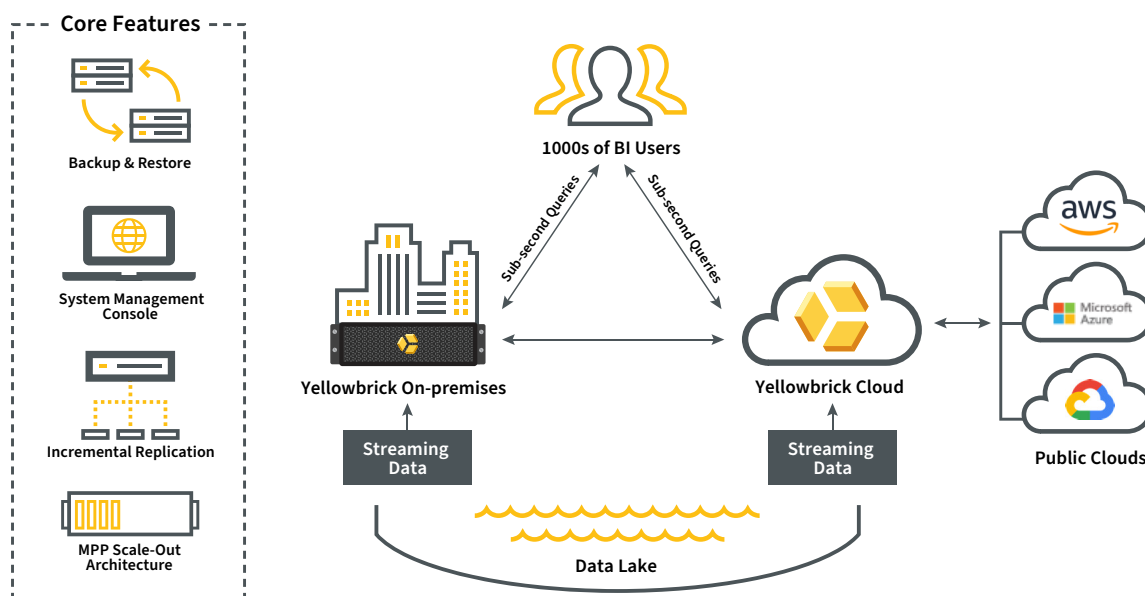 Core Features
Backup & Restore
System Management
Console
Incremental Replication
MPP Scale-Out
Architecture
1000s of BI Users
Sub-second Queries
Sub-second Queries
Yellowbrick On-premises
Yellowbrick Cloud
Streaming
Data
Streaming
Data
Data Lake
aws
Microsoft
Azure
Public Clouds